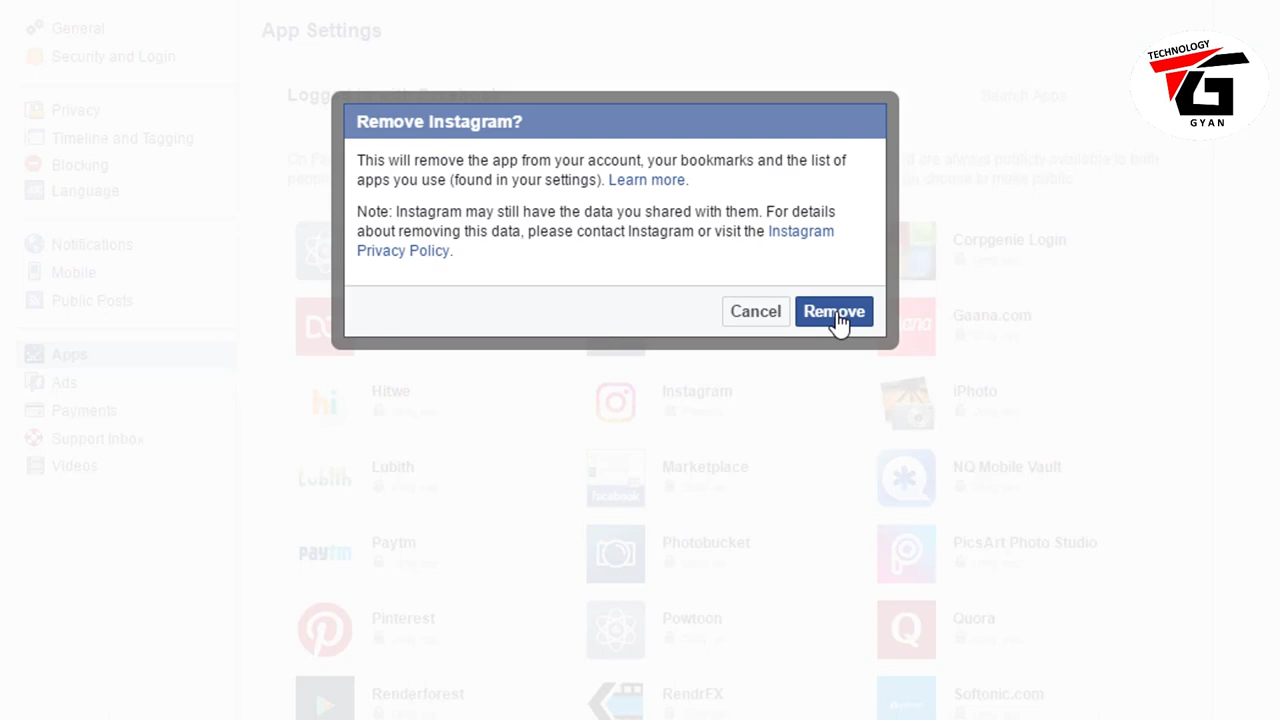 General
Security and Login
Privacy
Timeline and Tagging
Blocking
Language
Notifications
Mobile
Public Posts
Apps
Ads
Payments
Support Inbox
Videos
App Settings
Search Apps
TECHNOLOGY
TG
GYAN
Remove Instagram?
This will remove the app from your account, your bookmarks and the list of
apps you use (found in your settings). Learn more.
Note: Instagram may still have the data you shared with them. For details
about removing this data, please contact Instagram or visit the Instagram
Privacy Policy.
Cancel
Remove
Corpgenie Login
Gaana.com
Hitwe
Instagram
iPhoto
Lubith
Marketplace
facebook
NQ Mobile Vault
Paytm
Photobucket
PicsArt Photo Studio
Pinterest
Powtoon
Quora
Renderforest
RendrFX
Softonic.com